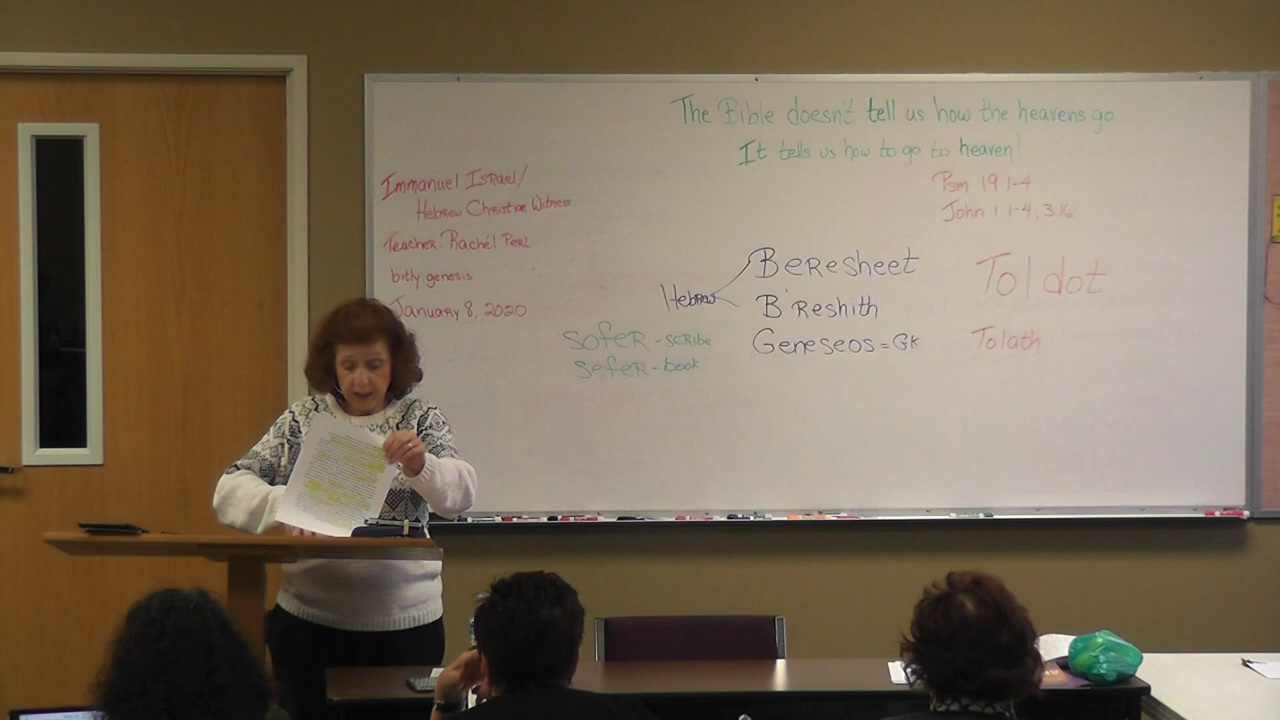 The Bible doesn't tell us how the heavens go
It tells us how to go to heaven!
Psm 19 1-4
John 1 1-4, 3:16
Immanuel Israel/
Hebrew Christian Witness
Teacher: Rachél Perz
bitly genesis
January 8, 2020
Hebrew
Beresheet
B'Reshith
Geneseos = Gk
Sofer - scribe
Sefer - book
Toldot
Tolath